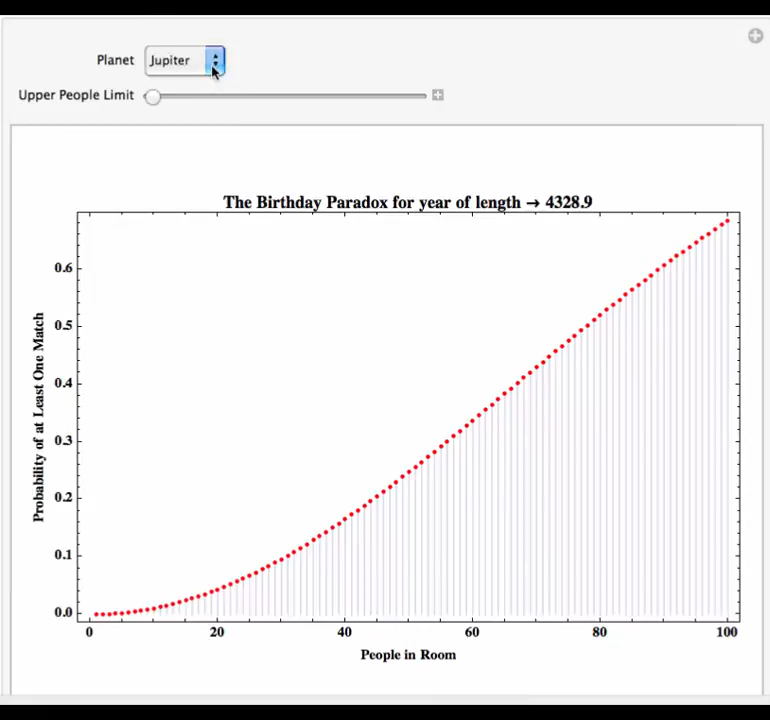 Planet Jupiter
Upper People Limit
The Birthday Paradox for year of length → 4328.9
Probability of at Least One Match
0.6
0.5
0.4
0.3
0.2
0.1
0.0
0 20 40 60 80 100
People in Room